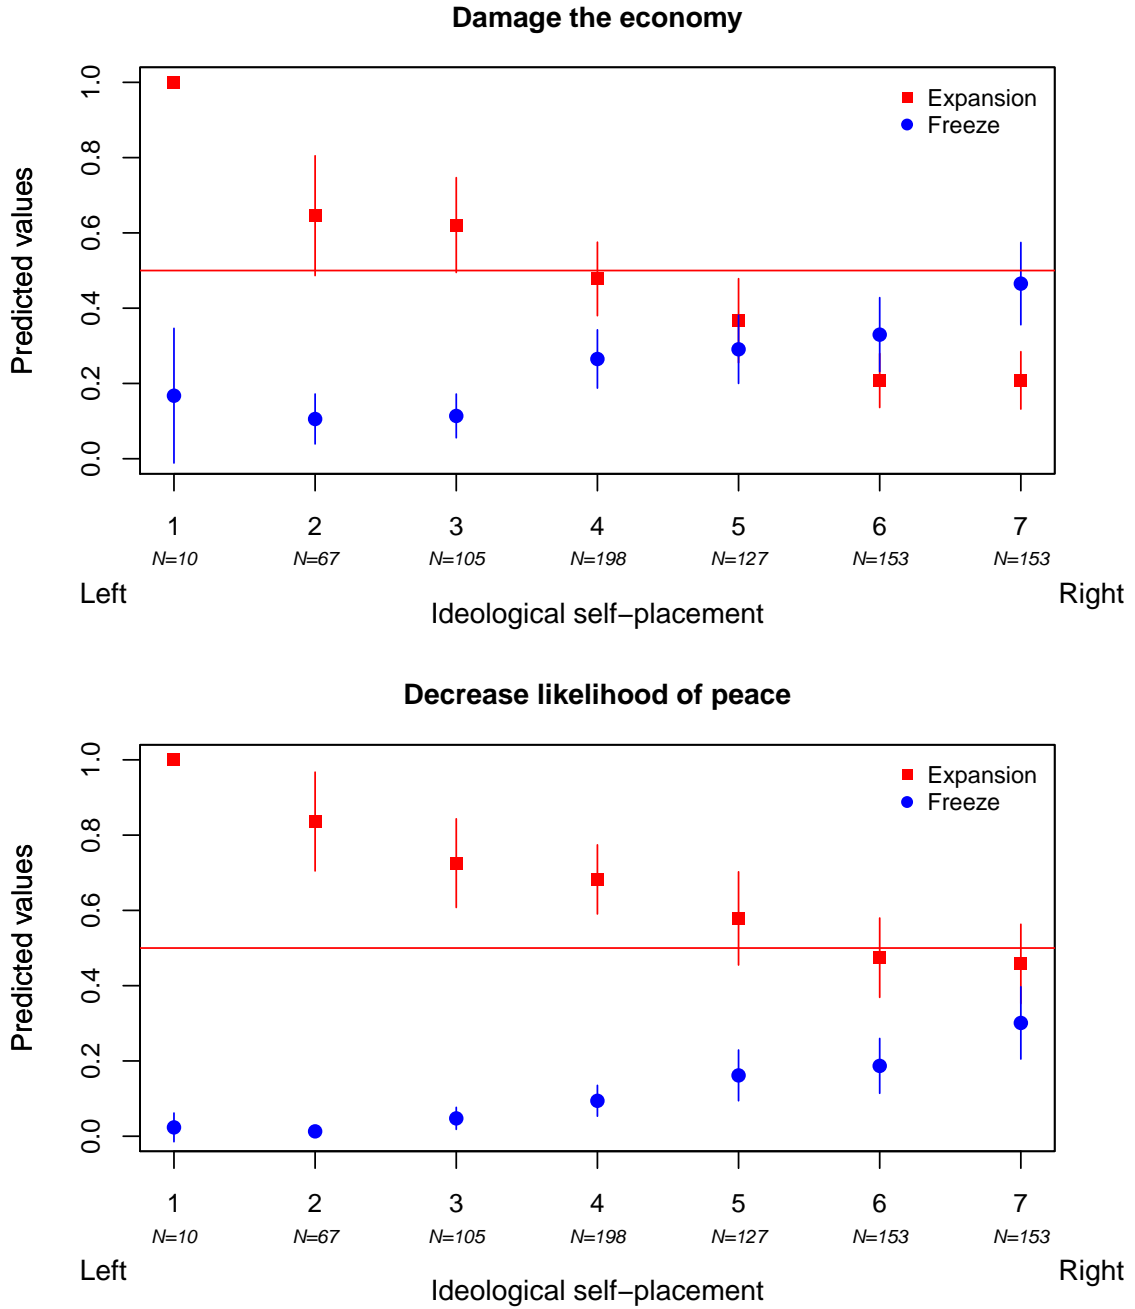 Damage the economy
Predicted values
1.0
0.8
0.6
0.4
0.2
0.0
Expansion
Freeze
1 2 3 4 5 6 7
N=10 N=67 N=105 N=198 N=127 N=153 N=153
Left Right
Ideological self−placement
Decrease likelihood of peace
Predicted values
1.0
0.8
0.6
0.4
0.2
0.0
Expansion
Freeze
1 2 3 4 5 6 7
N=10 N=67 N=105 N=198 N=127 N=153 N=153
Left Right
Ideological self−placement